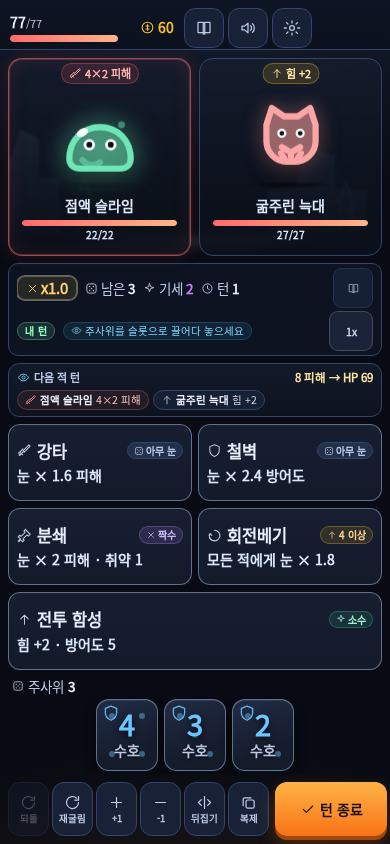 77/77
60
4×2 피해
힘 +2
점액 슬라임
굶주린 늑대
22/22
27/27
x1.0
남은 3
기세 2
턴 1
내 턴
주사위를 슬롯으로 끌어다 놓으세요
1x
다음 적 턴
8 피해 → HP 69
점액 슬라임 4×2 피해
굶주린 늑대 힘 +2
강타
아무 눈
눈 × 1.6 피해
철벽
아무 눈
눈 × 2.4 방어도
분쇄
짝수
눈 × 2 피해 · 취약 1
회전베기
4 이상
모든 적에게 눈 × 1.8
전투 함성
소수
힘 +2 · 방어도 5
주사위 3
4
수호
3
수호
2
수호
되돌
재굴림
+1
-1
뒤집기
복제
턴 종료